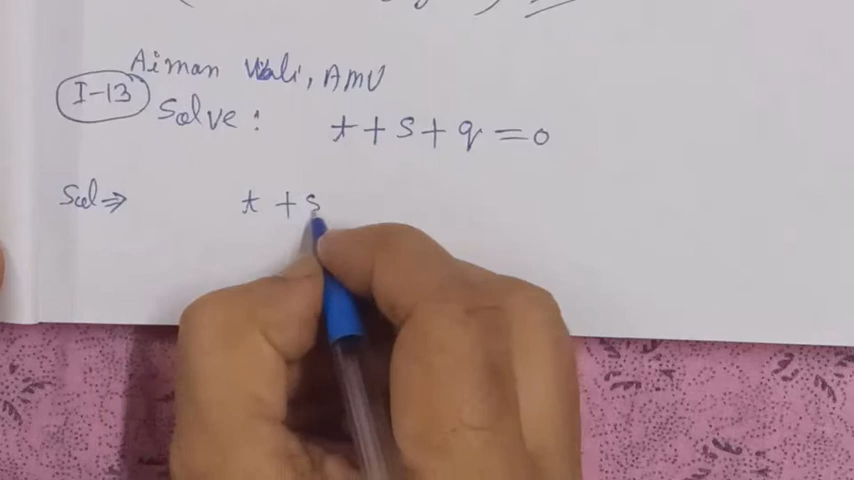 Aiman Wali, AMU
I-13 Solve : t + s + q = 0
Sol ⇒ t + s